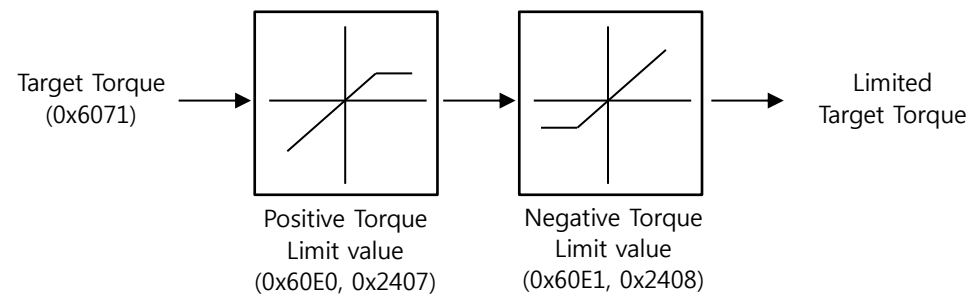 Target Torque
(0x6071)
Positive Torque
Limit value
(0x60E0, 0x2407)
Negative Torque
Limit value
(0x60E1, 0x2408)
Limited
Target Torque